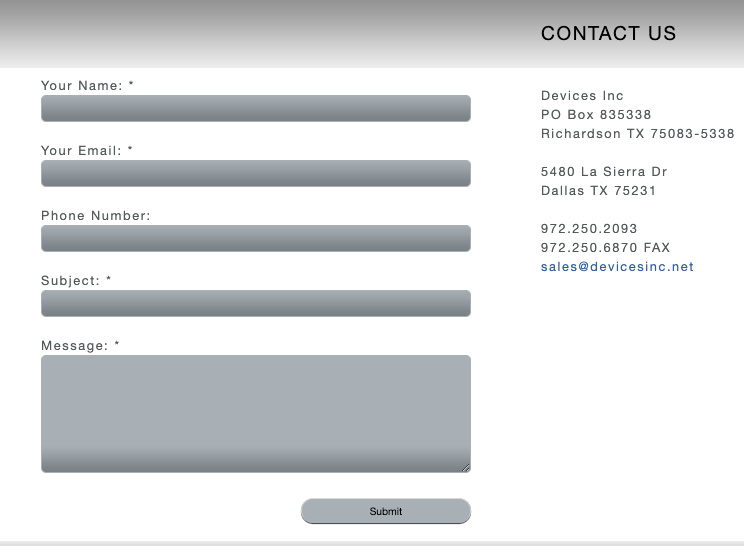 CONTACT US
Your Name: *
Your Email: *
Phone Number:
Subject: *
Message: *
Submit
Devices Inc
PO Box 835338
Richardson TX 75083-5338
5480 La Sierra Dr
Dallas TX 75231
972.250.2093
972.250.6870 FAX
sales@devicesinc.net